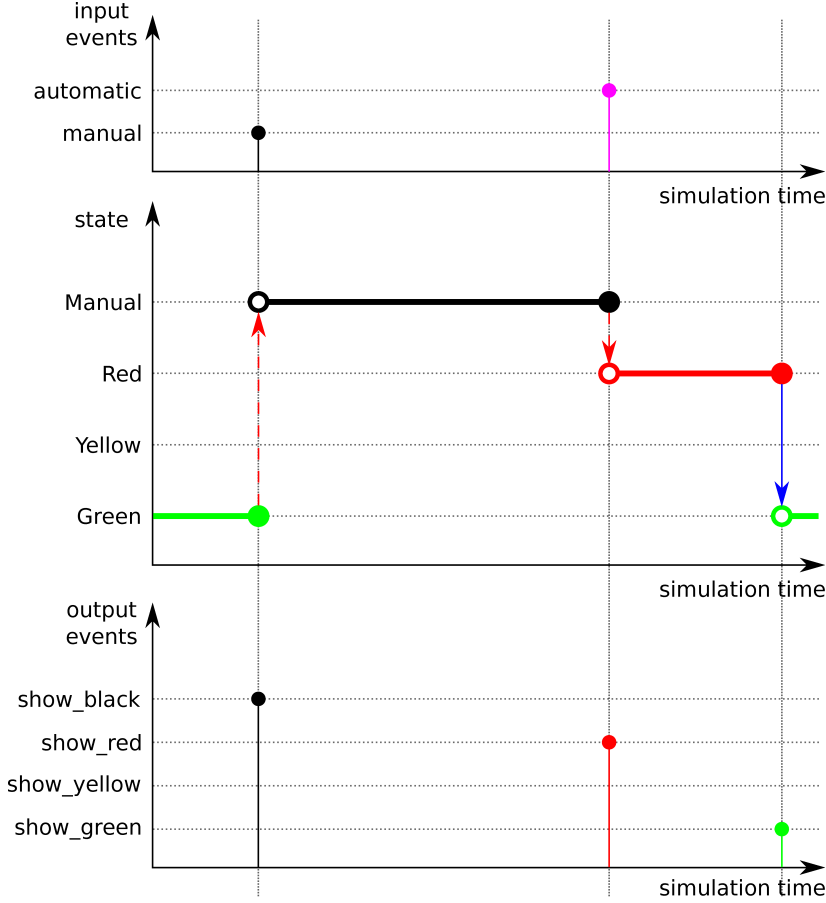 input
events
automatic
manual
simulation time
state
Manual
Red
Yellow
Green
simulation time
output
events
show_black
show_red
show_yellow
show_green
simulation time